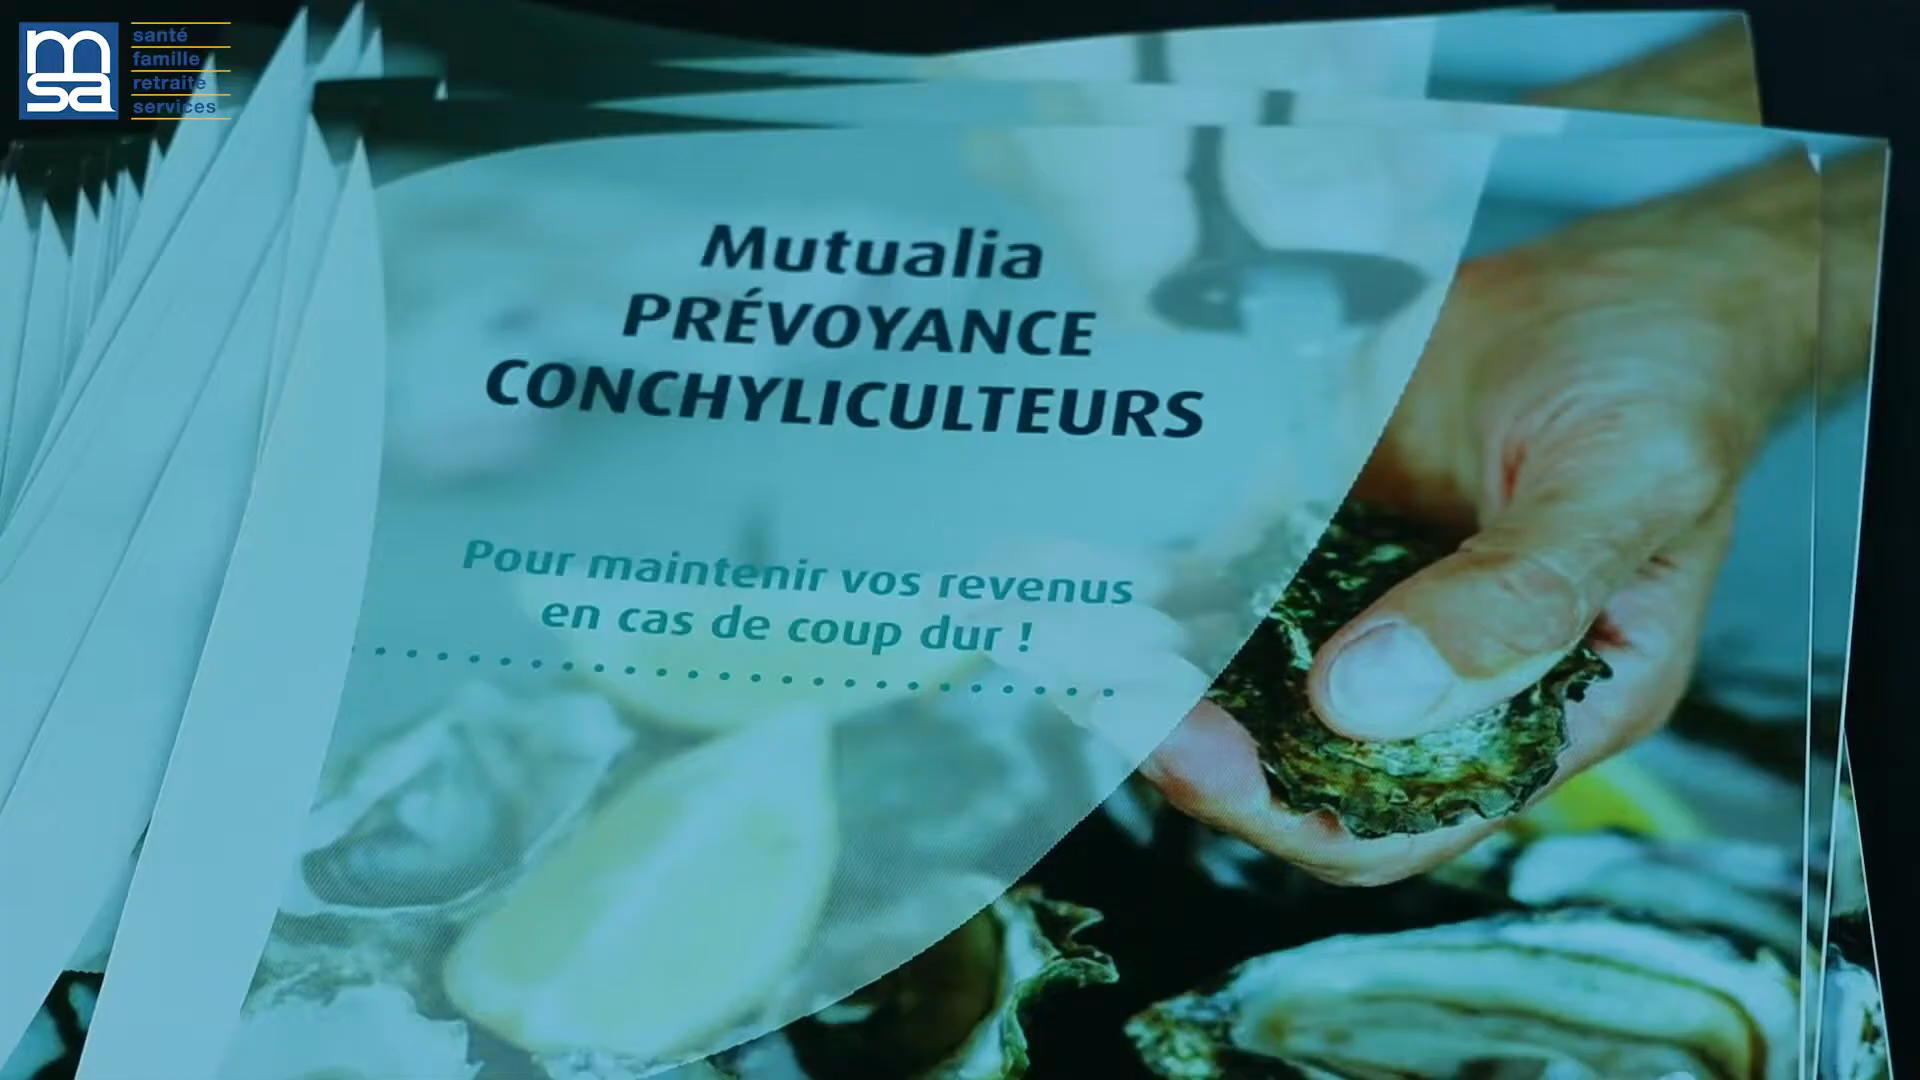 msa
santé
famille
retraite
services
Mutualia
PRÉVOYANCE
CONCHYLICULTEURS
Pour maintenir vos revenus
en cas de coup dur !